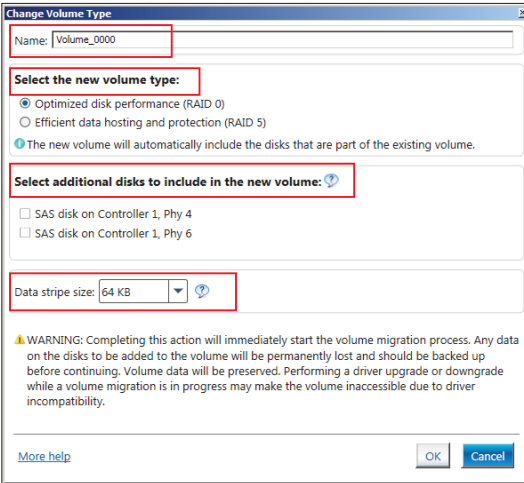 Change Volume Type
Name: Volume_0000
Select the new volume type:
Optimized disk performance (RAID 0)
Efficient data hosting and protection (RAID 5)
The new volume will automatically include the disks that are part of the existing volume.
Select additional disks to include in the new volume:
SAS disk on Controller 1, Phy 4
SAS disk on Controller 1, Phy 6
Data stripe size: 64 KB
WARNING: Completing this action will immediately start the volume migration process. Any data
on the disks to be added to the volume will be permanently lost and should be backed up
before continuing. Volume data will be preserved. Performing a driver upgrade or downgrade
while a volume migration is in progress may make the volume inaccessible due to driver
incompatibility.
More help
OK
Cancel